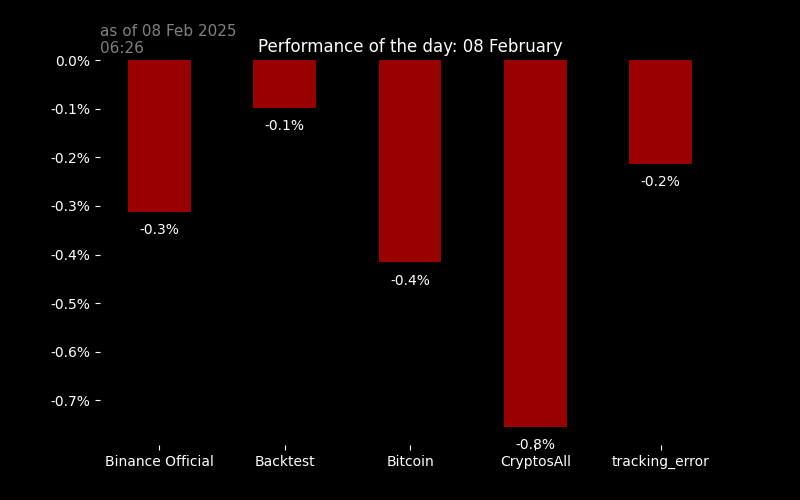 as of 08 Feb 2025
06:26
Performance of the day: 08 February
0.0%
-0.1%
-0.2%
-0.3%
-0.4%
-0.5%
-0.6%
-0.7%
-0.3%
-0.1%
-0.4%
-0.8%
-0.2%
Binance Official
Backtest
Bitcoin
CryptosAll
tracking_error